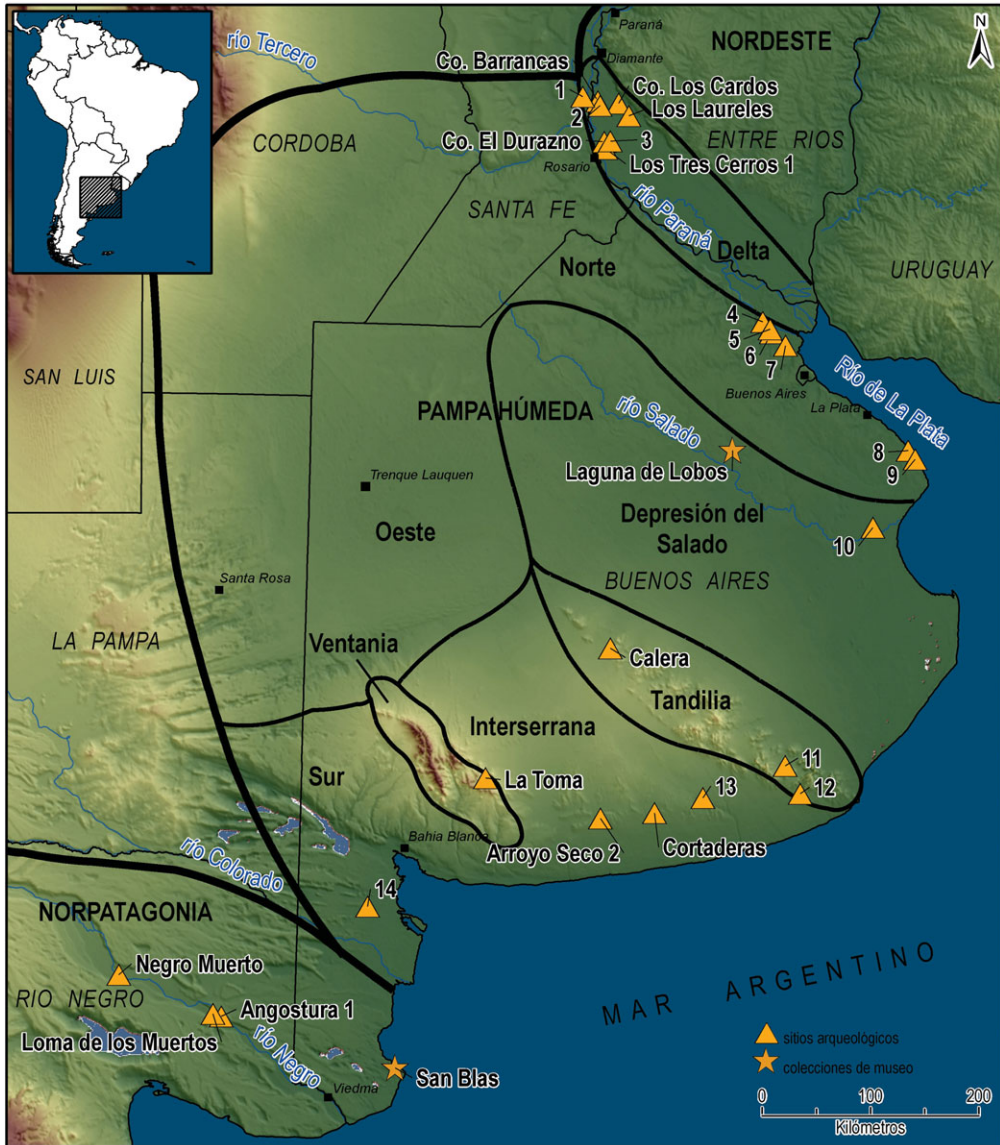 N
Paraná
NORDESTE
río Tercero
Diamante
Co. Barrancas
Co. Los Cardos
1
Los Laureles
2
CORDOBA
ENTRE RIOS
Co. El Durazno
3
Rosario
Los Tres Cerros 1
SANTA FE
río Paraná
Delta
Norte
URUGUAY
4
5
6
7
SAN LUIS
Buenos Aires
Río de La Plata
La Plata
PAMPA HÚMEDA
río Salado
8
Laguna de Lobos
9
Trenque Lauquen
Oeste
Depresión del
Salado
10
BUENOS AIRES
Santa Rosa
LA PAMPA
Ventania
Calera
Tandilia
Interserrana
11
Sur
La Toma
12
13
Bahia Blanca
Arroyo Seco 2
Cortaderas
río Colorado
14
NORPATAGONIA
Negro Muerto
MAR ARGENTINO
RIO NEGRO
Angostura 1
Loma de los Muertos
río Negro
sitios arqueológicos
colecciones de museo
San Blas
Viedma
0 100 200
Kilómetros